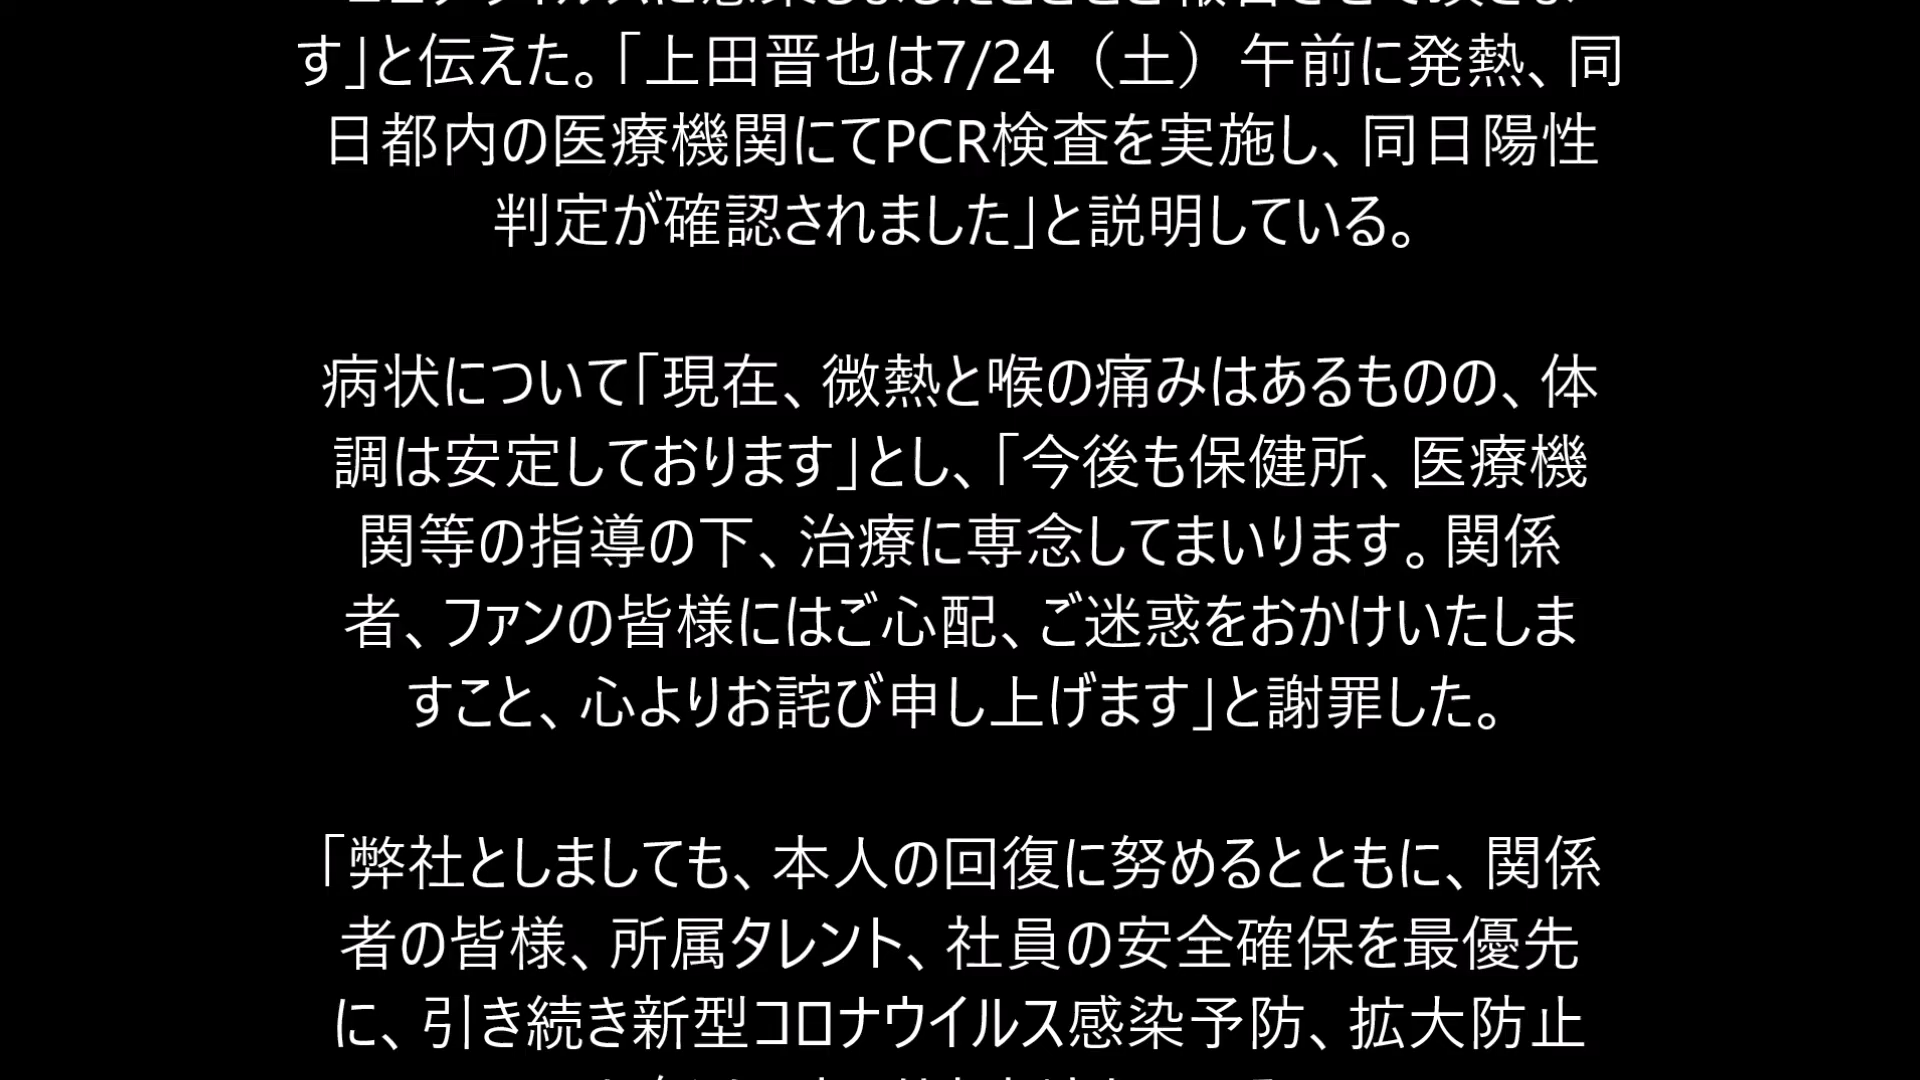 す」と伝えた。「上田晋也は7/24（土）午前に発熱、同
日都内の医療機関にてPCR検査を実施し、同日陽性
判定が確認されました」と説明している。
病状について「現在、微熱と喉の痛みはあるものの、体
調は安定しております」とし、「今後も保健所、医療機
関等の指導の下、治療に専念してまいります。関係
者、ファンの皆様にはご心配、ご迷惑をおかけいたしま
すこと、心よりお詫び申し上げます」と謝罪した。
「弊社としましても、本人の回復に努めるとともに、関係
者の皆様、所属タレント、社員の安全確保を最優先
に、引き続き新型コロナウイルス感染予防、拡大防止